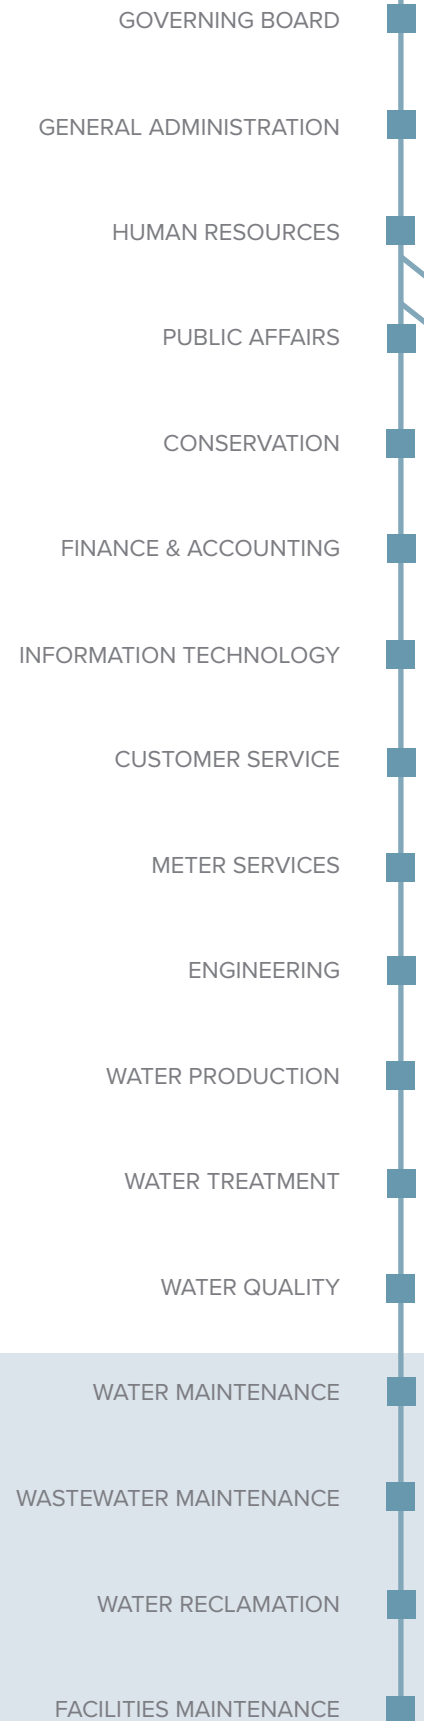 GOVERNING BOARD
GENERAL ADMINISTRATION
HUMAN RESOURCES
PUBLIC AFFAIRS
CONSERVATION
FINANCE & ACCOUNTING
INFORMATION TECHNOLOGY
CUSTOMER SERVICE
METER SERVICES
ENGINEERING
WATER PRODUCTION
WATER TREATMENT
WATER QUALITY
WATER MAINTENANCE
WASTEWATER MAINTENANCE
WATER RECLAMATION
FACILITIES MAINTENANCE